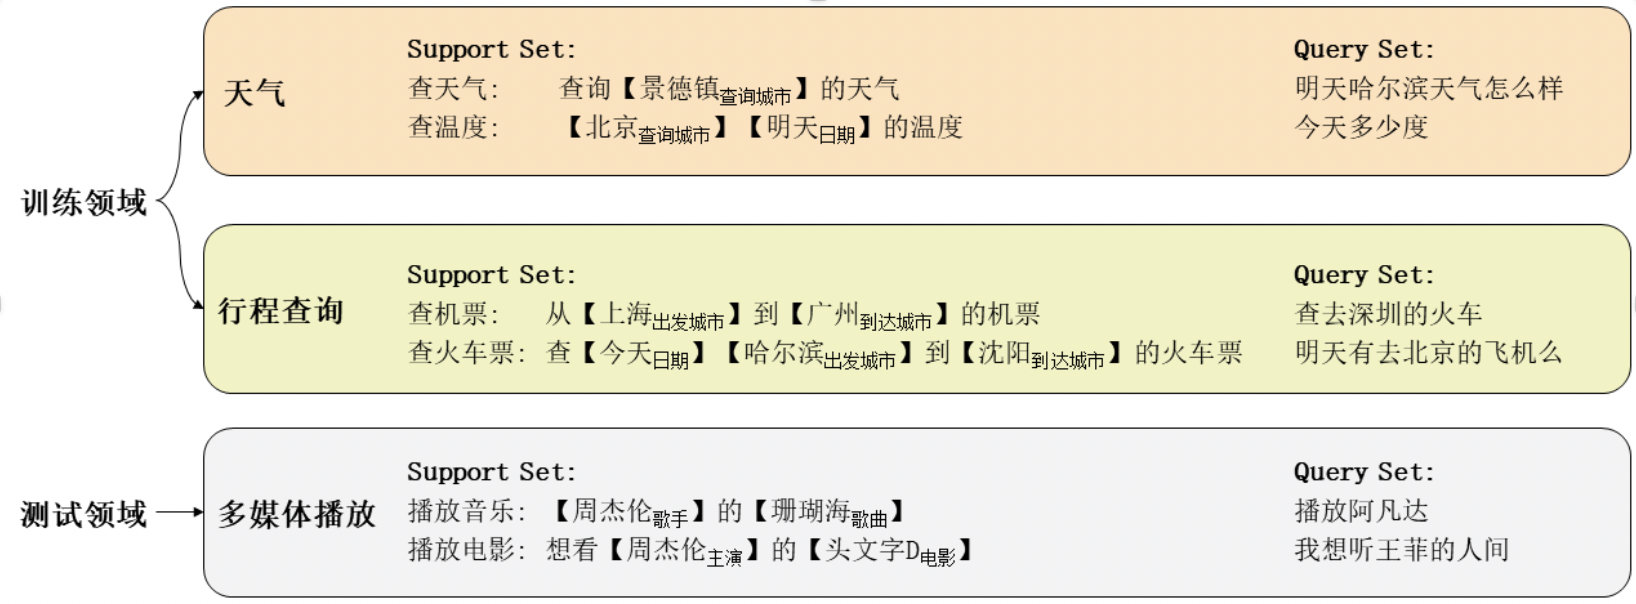 训练领域
天气
Support Set:
查天气: 查询【景德镇查询城市】的天气
查温度: 【北京查询城市】【明天日期】的温度
Query Set:
明天哈尔滨天气怎么样
今天多少度
行程查询
Support Set:
查机票: 从【上海出发城市】到【广州到达城市】的机票
查火车票: 查【今天日期】【哈尔滨出发城市】到【沈阳到达城市】的火车票
Query Set:
查去深圳的火车
明天有去北京的飞机么
测试领域
多媒体播放
Support Set:
播放音乐: 【周杰伦歌手】的【珊瑚海歌曲】
播放电影: 想看【周杰伦主演】的【头文字D电影】
Query Set:
播放阿凡达
我想听王菲的人间